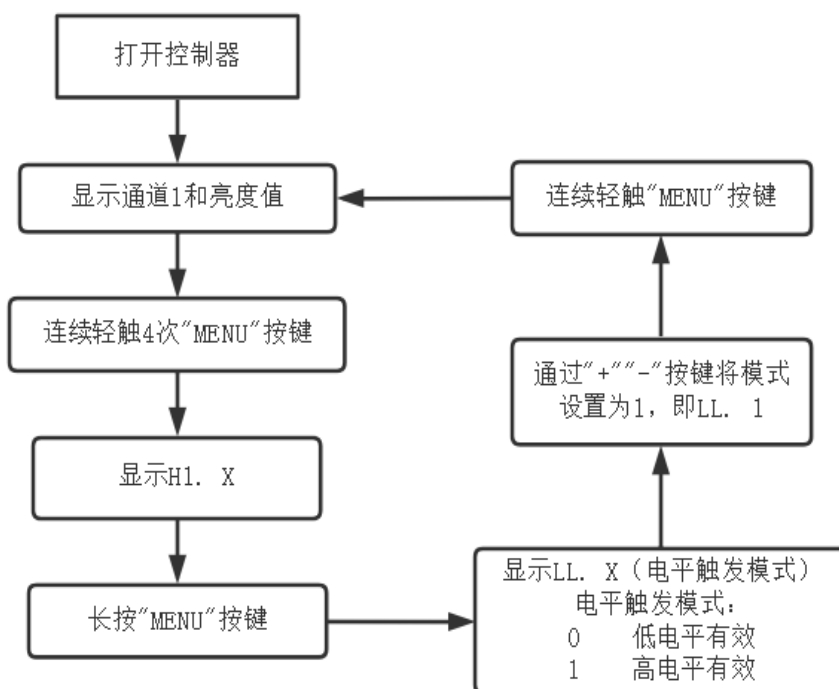 打开控制器
显示通道1和亮度值
连续轻触4次"MENU"按键
显示H1. X
长按"MENU"按键
显示LL. X（电平触发模式）
电平触发模式:
0 低电平有效
1 高电平有效
通过"+""-"按键将模式
设置为1, 即LL. 1
连续轻触"MENU"按键